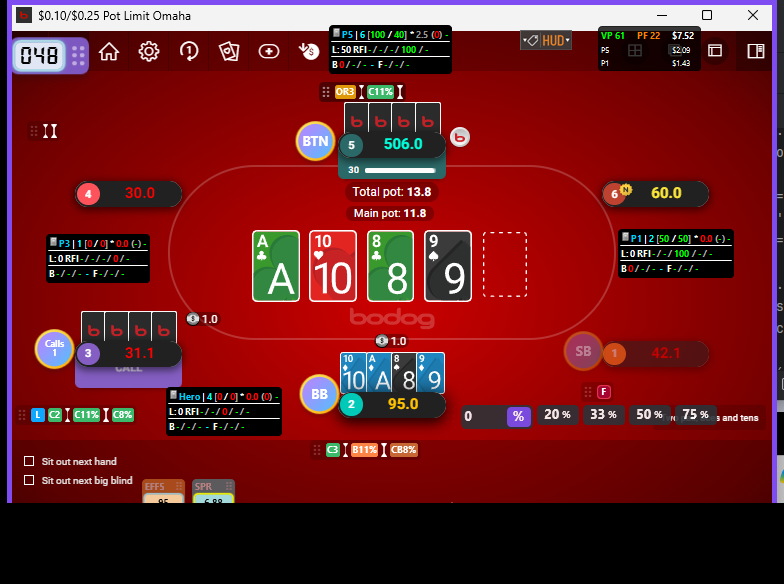 $0.10/$0.25 Pot Limit Omaha
048
P5 | 6 [100 / 40] * 2.5 (0) -
L: 50 RFI - / - / - / 100 / -
B 0 / - / - - F - / - / -
HUD
VP 61 PF 22 $7.52
P5 $2.09
P1 $1.43
OR3 C11%
BTN
5 506.0
30
Total pot: 13.8
Main pot: 11.8
4 30.0
6 N 60.0
P3 | 1 [0 / 0] * 0.0 (-) -
L: 0 RFI - / - / - / 0 / -
B - / - / - - F - / - / -
P1 | 2 [50 / 50] * 0.0 (-) -
L: 0 RFI - / - / 100 / - / -
B 0 / - / - - F - / - / -
A 10 8 9
A 10 8 9
bodog
1.0
1.0
Calls
1
3 31.1
CALL
SB 1 42.1
10 A 8 9
10 A 8 9
BB
2 95.0
Hero | 4 [0 / 0] * 0.0 (0) -
L: 0 RFI - / - / 0 / - / -
B - / - / - - F - / - / -
L C2 C11% C8%
F
0 % 20 % 33 % 50 % 75 %
s and tens
C3 B11% CB8%
Sit out next hand
Sit out next big blind
EFFS SPR
95 6.88